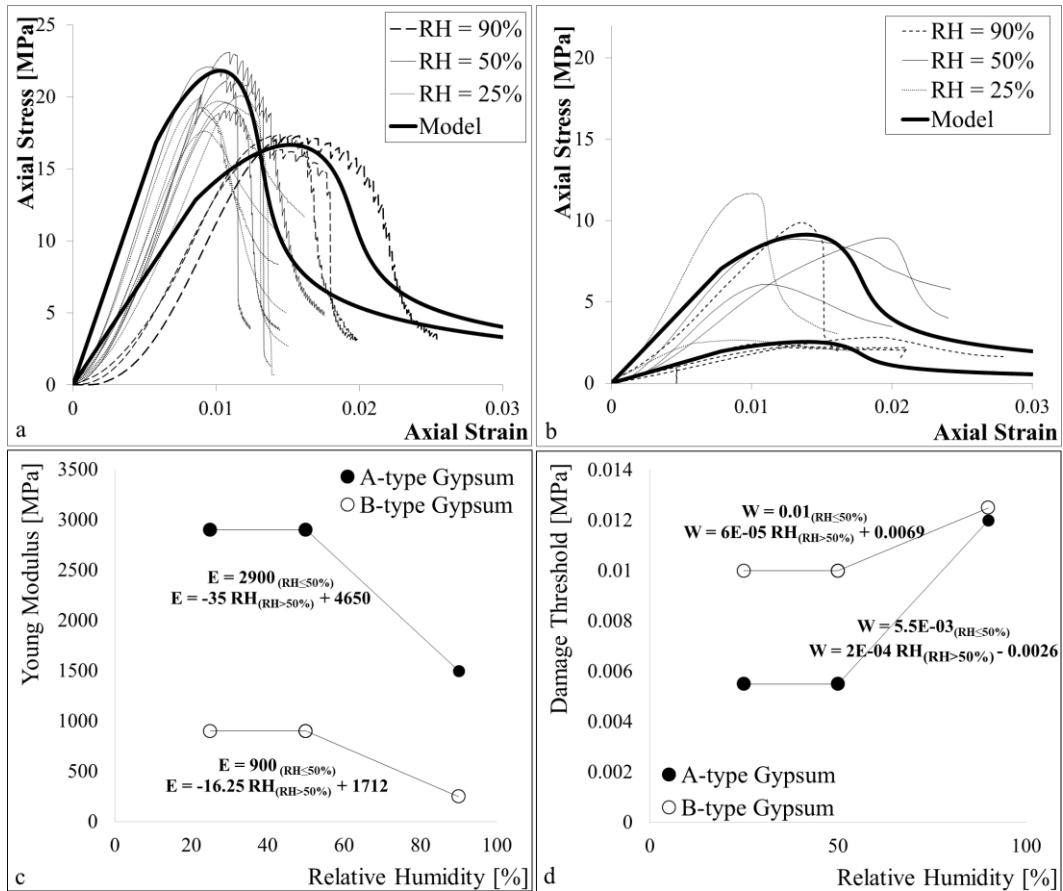 Axial Stress [MPa]
25
20
15
10
5
0
0
0.01
0.02
0.03
Axial Strain
RH = 90%
RH = 50%
RH = 25%
Model
a
Axial Stress [MPa]
20
15
10
5
0
0
0.01
0.02
0.03
Axial Strain
RH = 90%
RH = 50%
RH = 25%
Model
b
Young Modulus [MPa]
3500
3000
2500
2000
1500
1000
500
0
0
20
40
60
80
100
Relative Humidity [%]
A-type Gypsum
B-type Gypsum
E = 2900 (RH≤50%)
E = -35 RH(RH>50%) + 4650
E = 900 (RH≤50%)
E = -16.25 RH(RH>50%) + 1712
c
Damage Threshold [MPa]
0.014
0.012
0.01
0.008
0.006
0.004
0.002
0
0
50
100
Relative Humidity [%]
W = 0.01(RH≤50%)
W = 6E-05 RH(RH>50%) + 0.0069
W = 5.5E-03(RH≤50%)
W = 2E-04 RH(RH>50%) - 0.0026
A-type Gypsum
B-type Gypsum
d